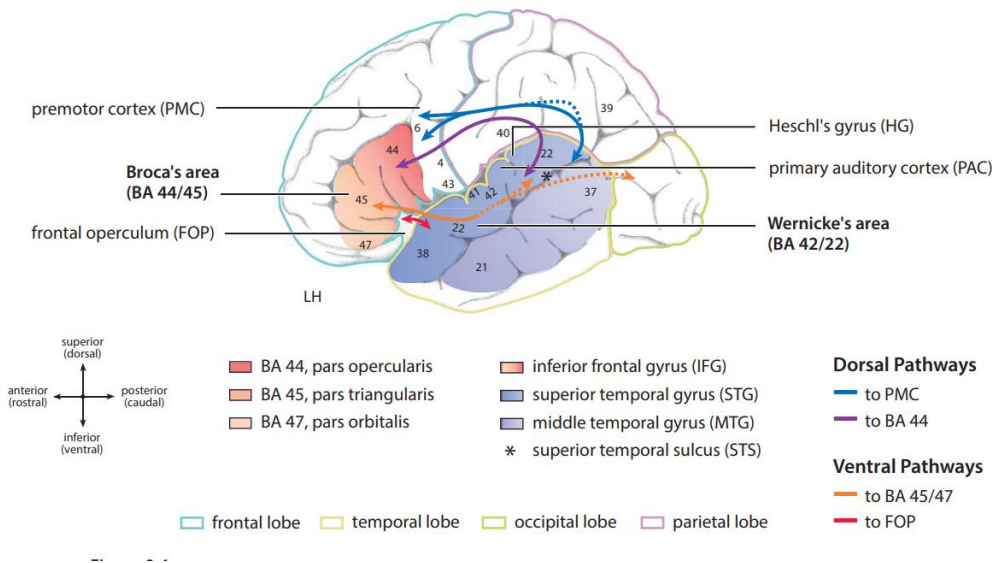 premotor cortex (PMC)
Broca's area
(BA 44/45)
frontal operculum (FOP)
LH
6
44
45
47
4
43
40
41
42
22
22
38
21
37
39
*
Heschl's gyrus (HG)
primary auditory cortex (PAC)
Wernicke's area
(BA 42/22)
superior
(dorsal)
anterior
(rostral)
posterior
(caudal)
inferior
(ventral)
BA 44, pars opercularis
BA 45, pars triangularis
BA 47, pars orbitalis
inferior frontal gyrus (IFG)
superior temporal gyrus (STG)
middle temporal gyrus (MTG)
* superior temporal sulcus (STS)
Dorsal Pathways
to PMC
to BA 44
Ventral Pathways
to BA 45/47
to FOP
frontal lobe
temporal lobe
occipital lobe
parietal lobe